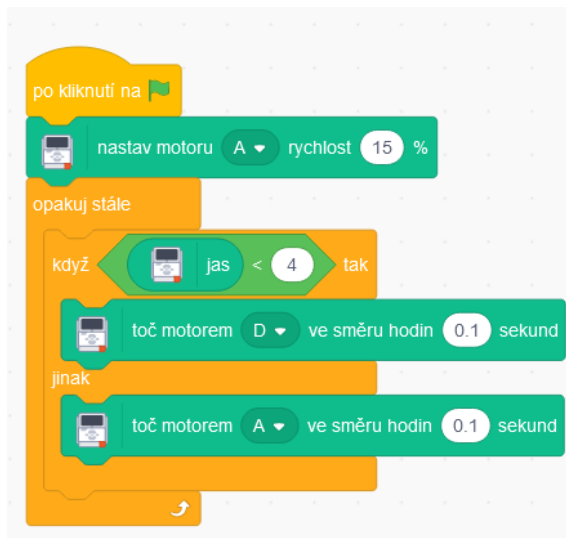 po kliknutí na
nastav motoru A rychlost 15 %
opakuj stále
když jas < 4 tak
toč motorem D ve směru hodin 0.1 sekund
jinak
toč motorem A ve směru hodin 0.1 sekund